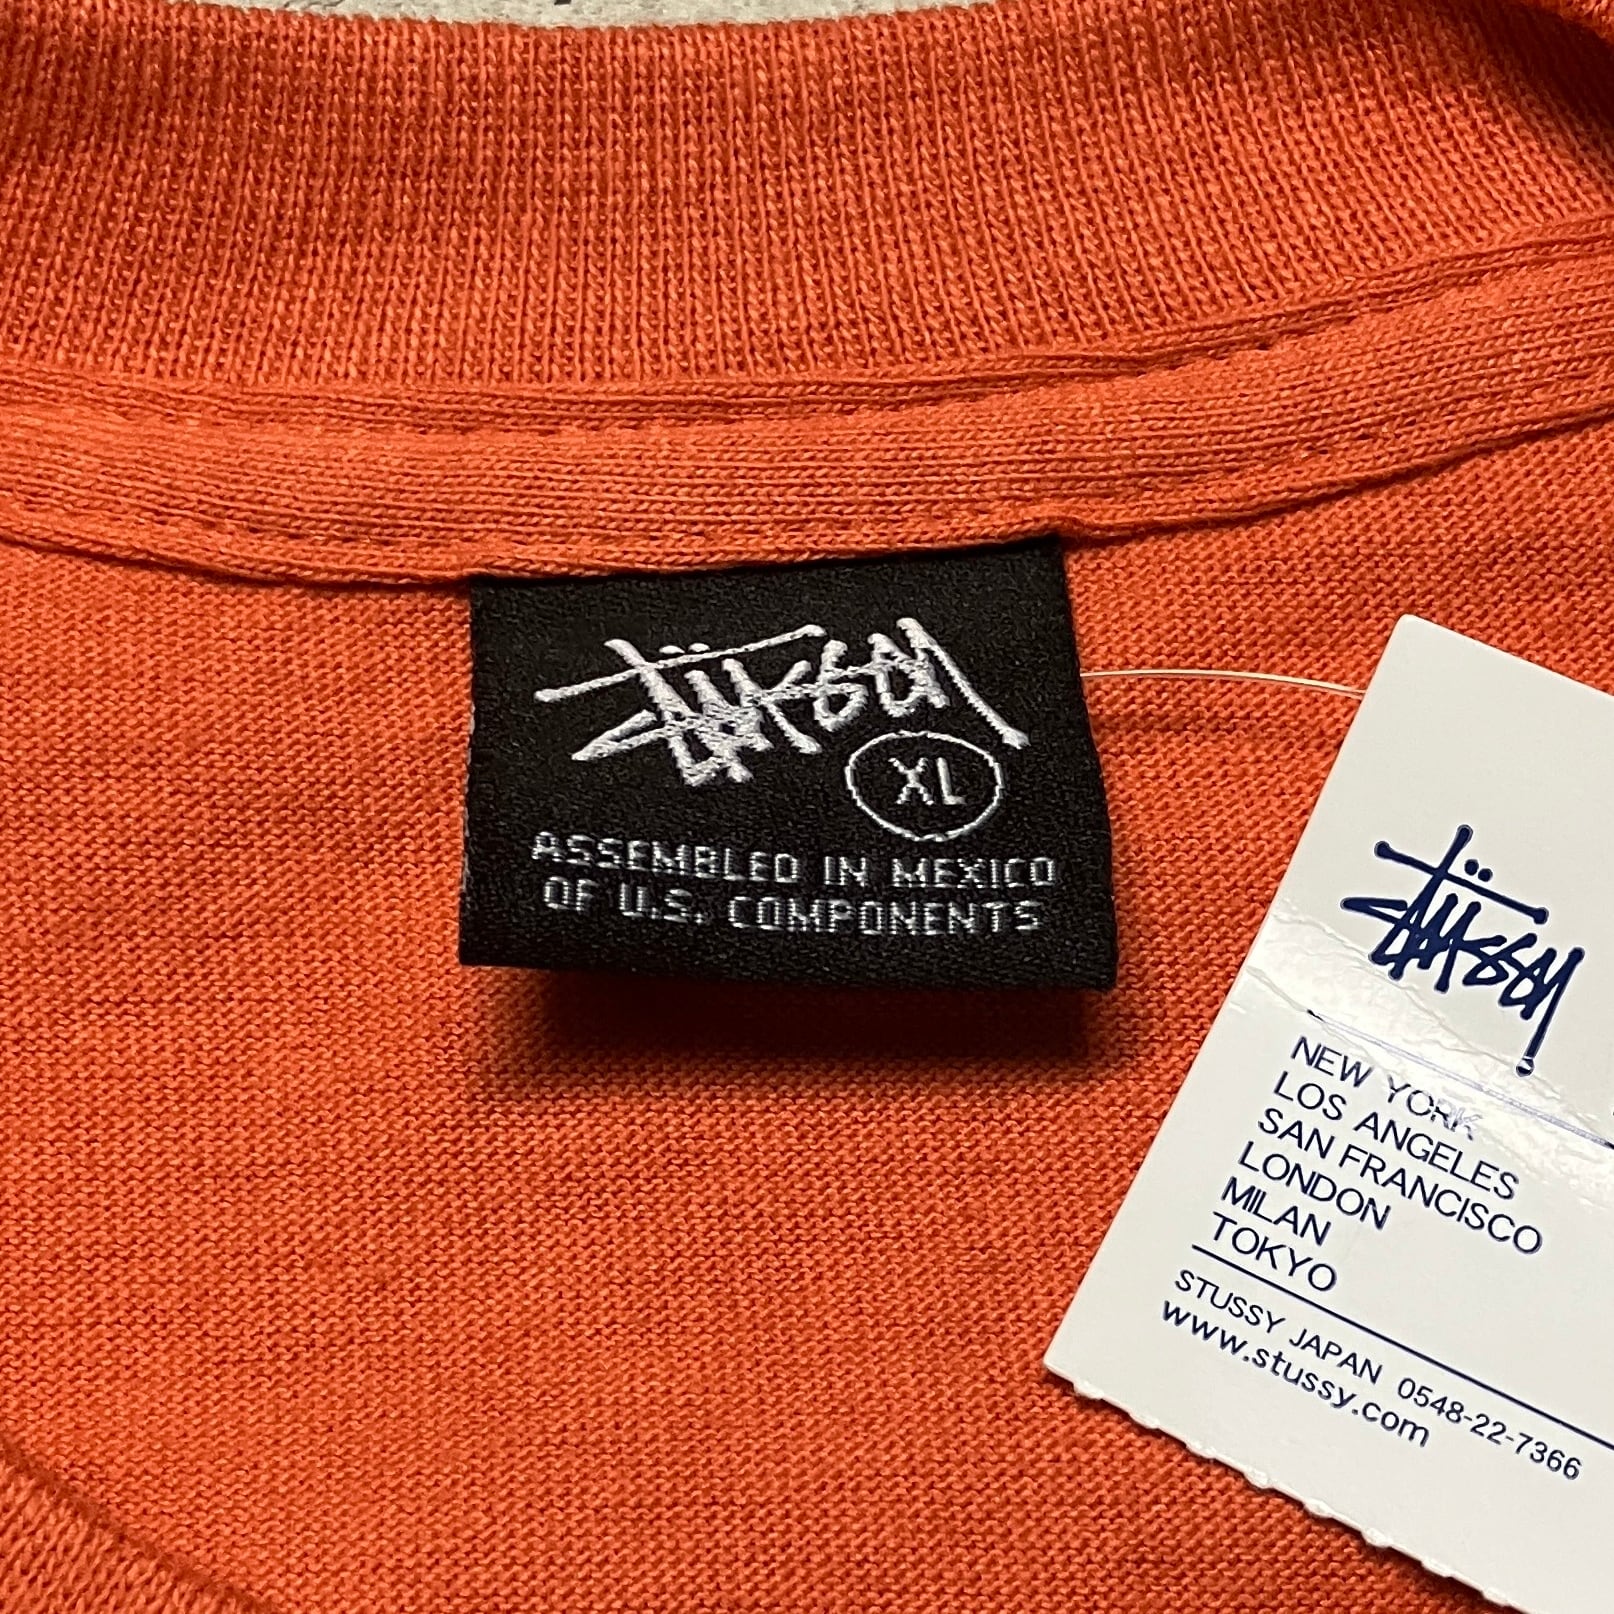 Stüssy
XL
ASSEMBLED IN MEXICO
OF U.S. COMPONENTS
Stüssy
NEW YORK
LOS ANGELES
SAN FRANCISCO
LONDON
MILAN
TOKYO
STUSSY JAPAN 0548-22-7366
www.stussy.com